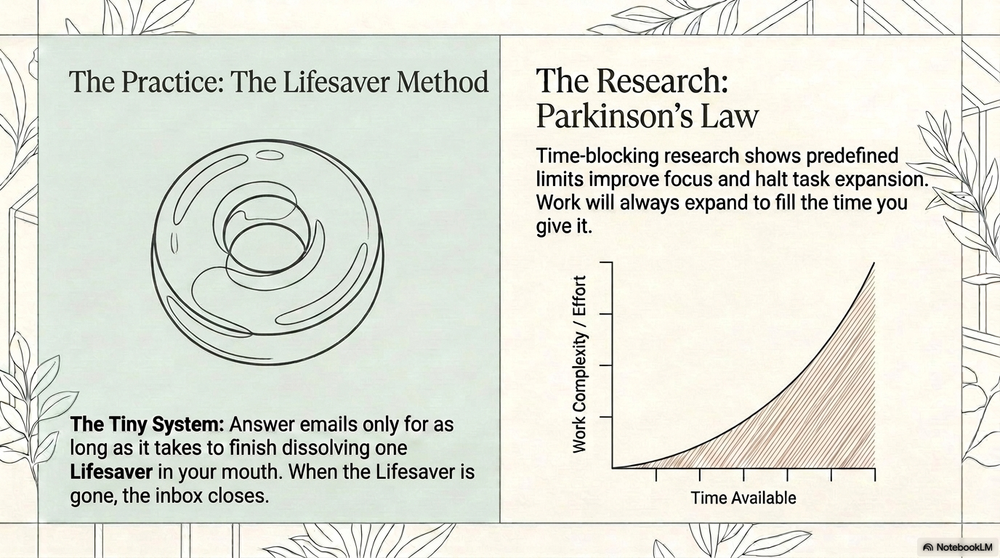 The Practice: The Lifesaver Method
The Tiny System: Answer emails only for as
long as it takes to finish dissolving one
Lifesaver in your mouth. When the Lifesaver is
gone, the inbox closes.
The Research:
Parkinson’s Law
Time-blocking research shows predefined
limits improve focus and halt task expansion.
Work will always expand to fill the time you
give it.
Work Complexity / Effort
Time Available
NotebookLM